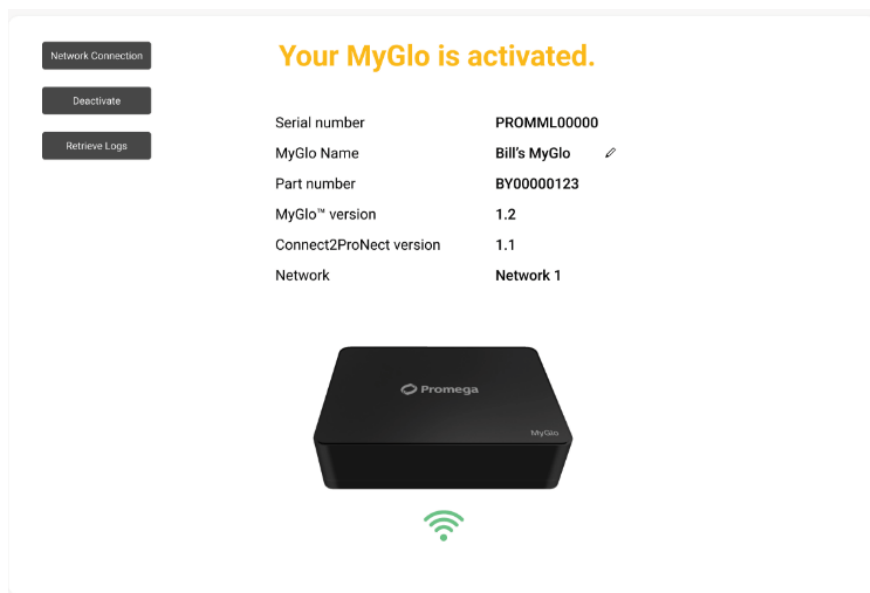 Network Connection
Deactivate
Retrieve Logs
Your MyGlo is activated.
Serial number PROMML00000
MyGlo Name Bill's MyGlo
Part number BY00000123
MyGlo™ version 1.2
Connect2ProNect version 1.1
Network Network 1
Promega
MyGlo